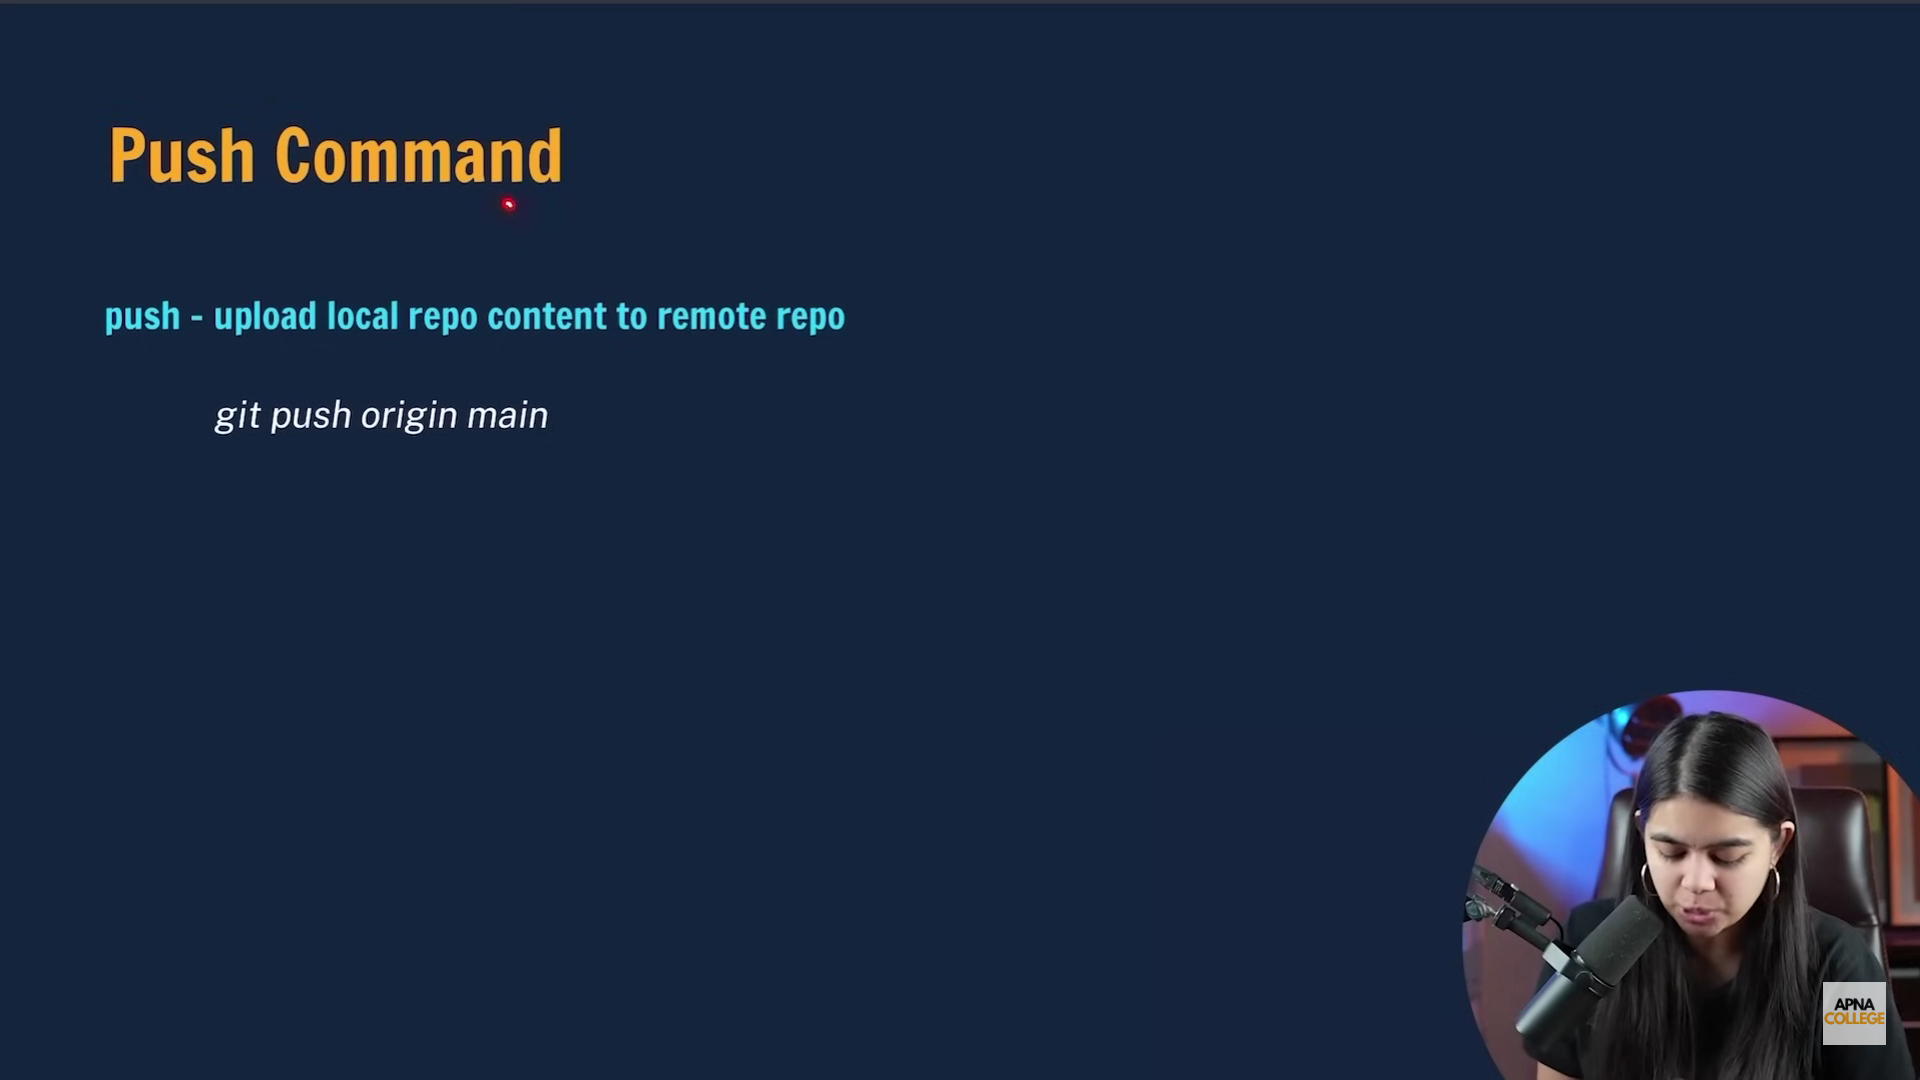 Push Command
push - upload local repo content to remote repo
git push origin main
APNA
COLLEGE